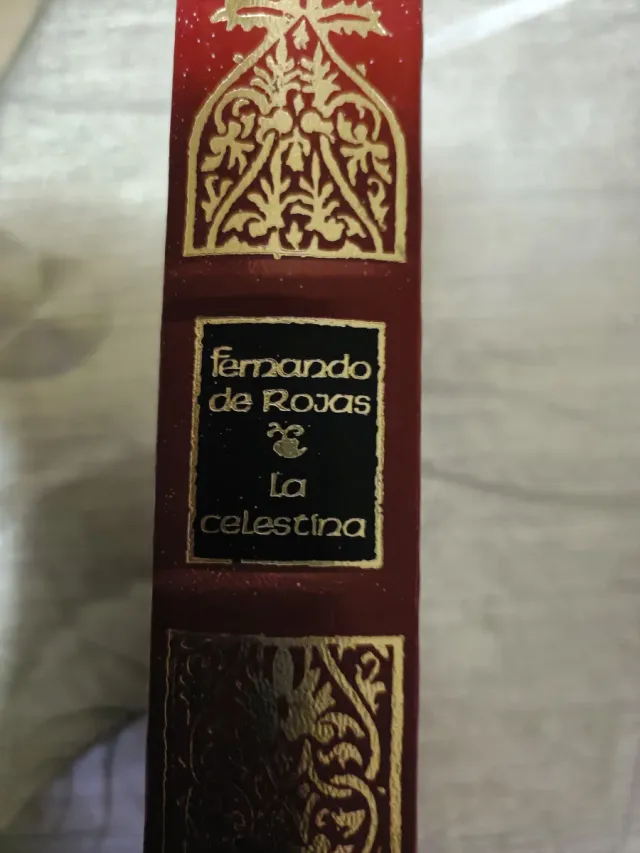 Fernando
de Rojas
La
Celestina